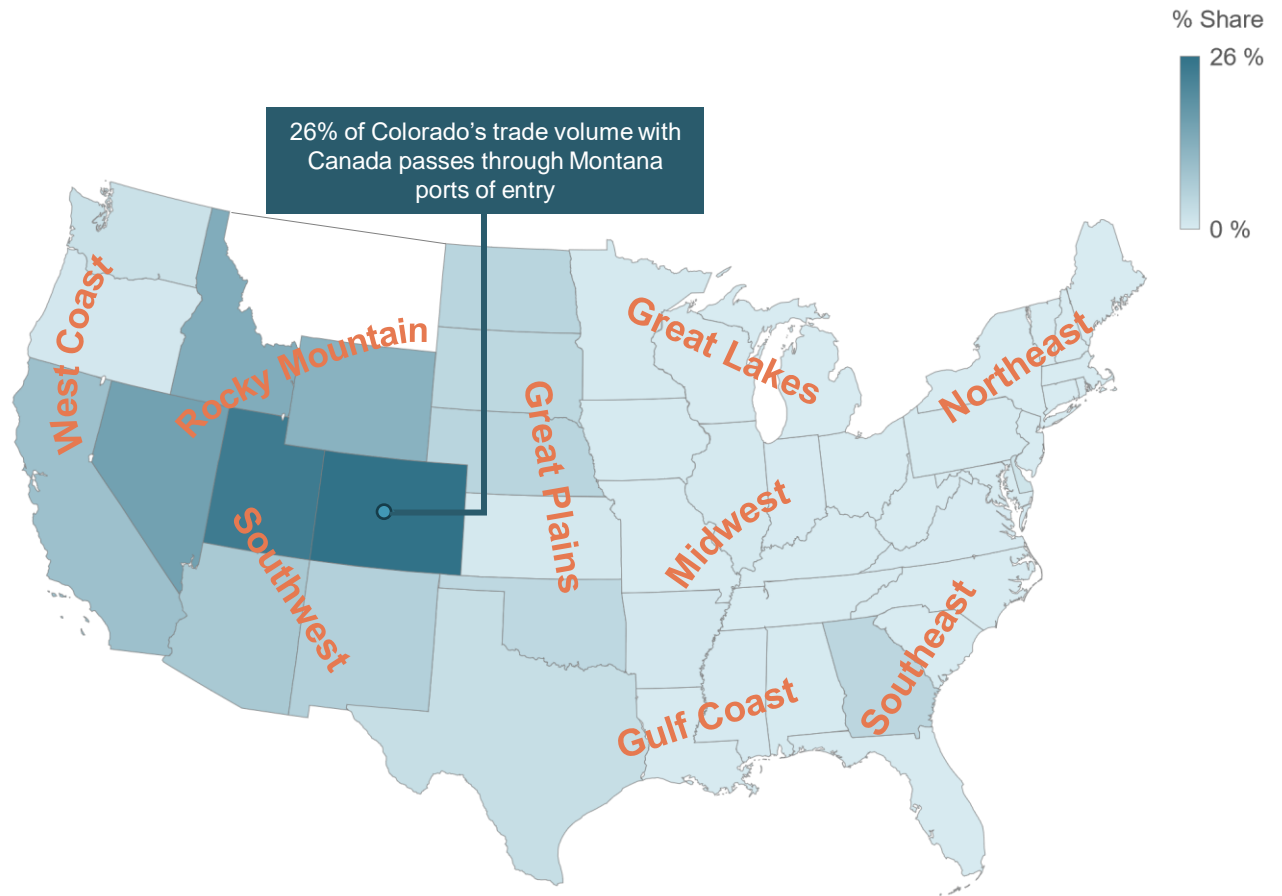 % Share
26 %
0 %
26% of Colorado’s trade volume with
Canada passes through Montana
ports of entry
West Coast
Rocky Mountain
Great Plains
Great Lakes
Northeast
Southwest
Midwest
Gulf Coast
Southeast